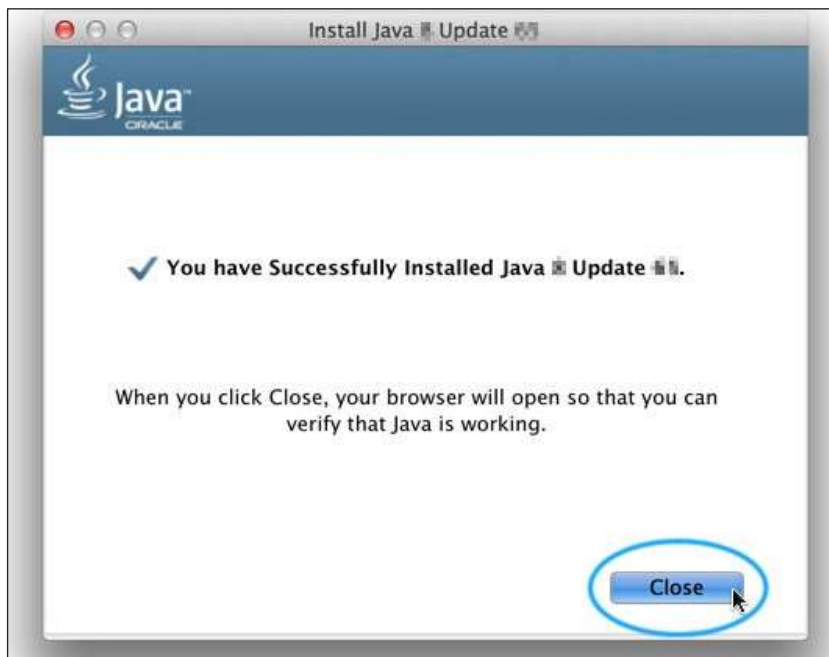 Install Java Update
Java™
ORACLE
You have Successfully Installed Java Update .
When you click Close, your browser will open so that you can
verify that Java is working.
Close